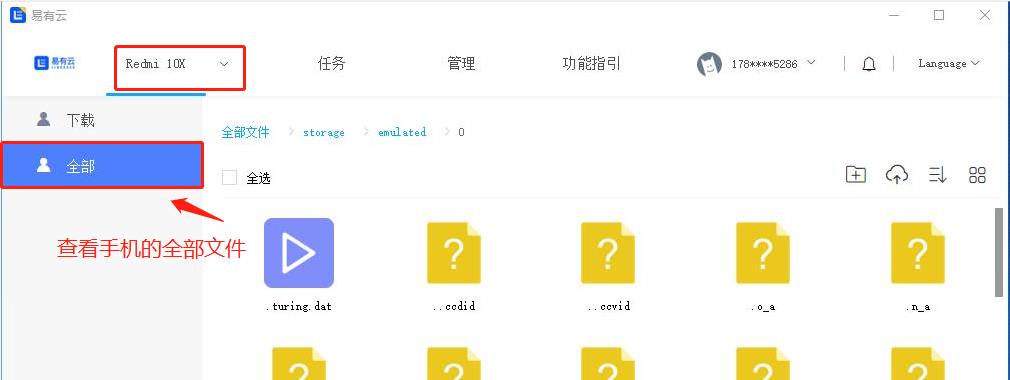 易有云
易有云
Redmi 10X
任务
管理
功能指引
178****5286
Language
下载
全部
全部文件 storage emulated 0
全选
查看手机的全部文件
.turing.dat
..ccdid
..ccvid
.o_a
.n_a